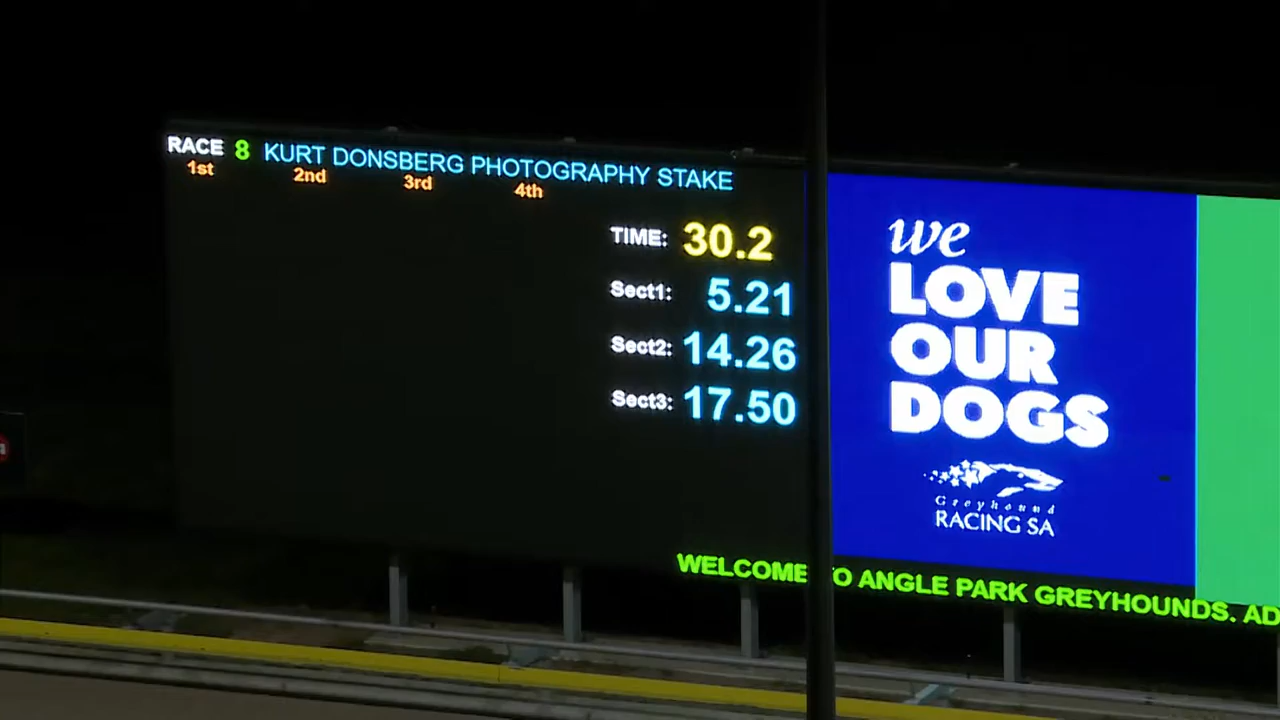 RACE 8 KURT DONSBERG PHOTOGRAPHY STAKE
1st 2nd 3rd 4th
TIME: 30.2
Sect1: 5.21
Sect2: 14.26
Sect3: 17.50
we
LOVE
OUR
DOGS
Greyhound
RACING SA
WELCOME TO ANGLE PARK GREYHOUNDS. AD